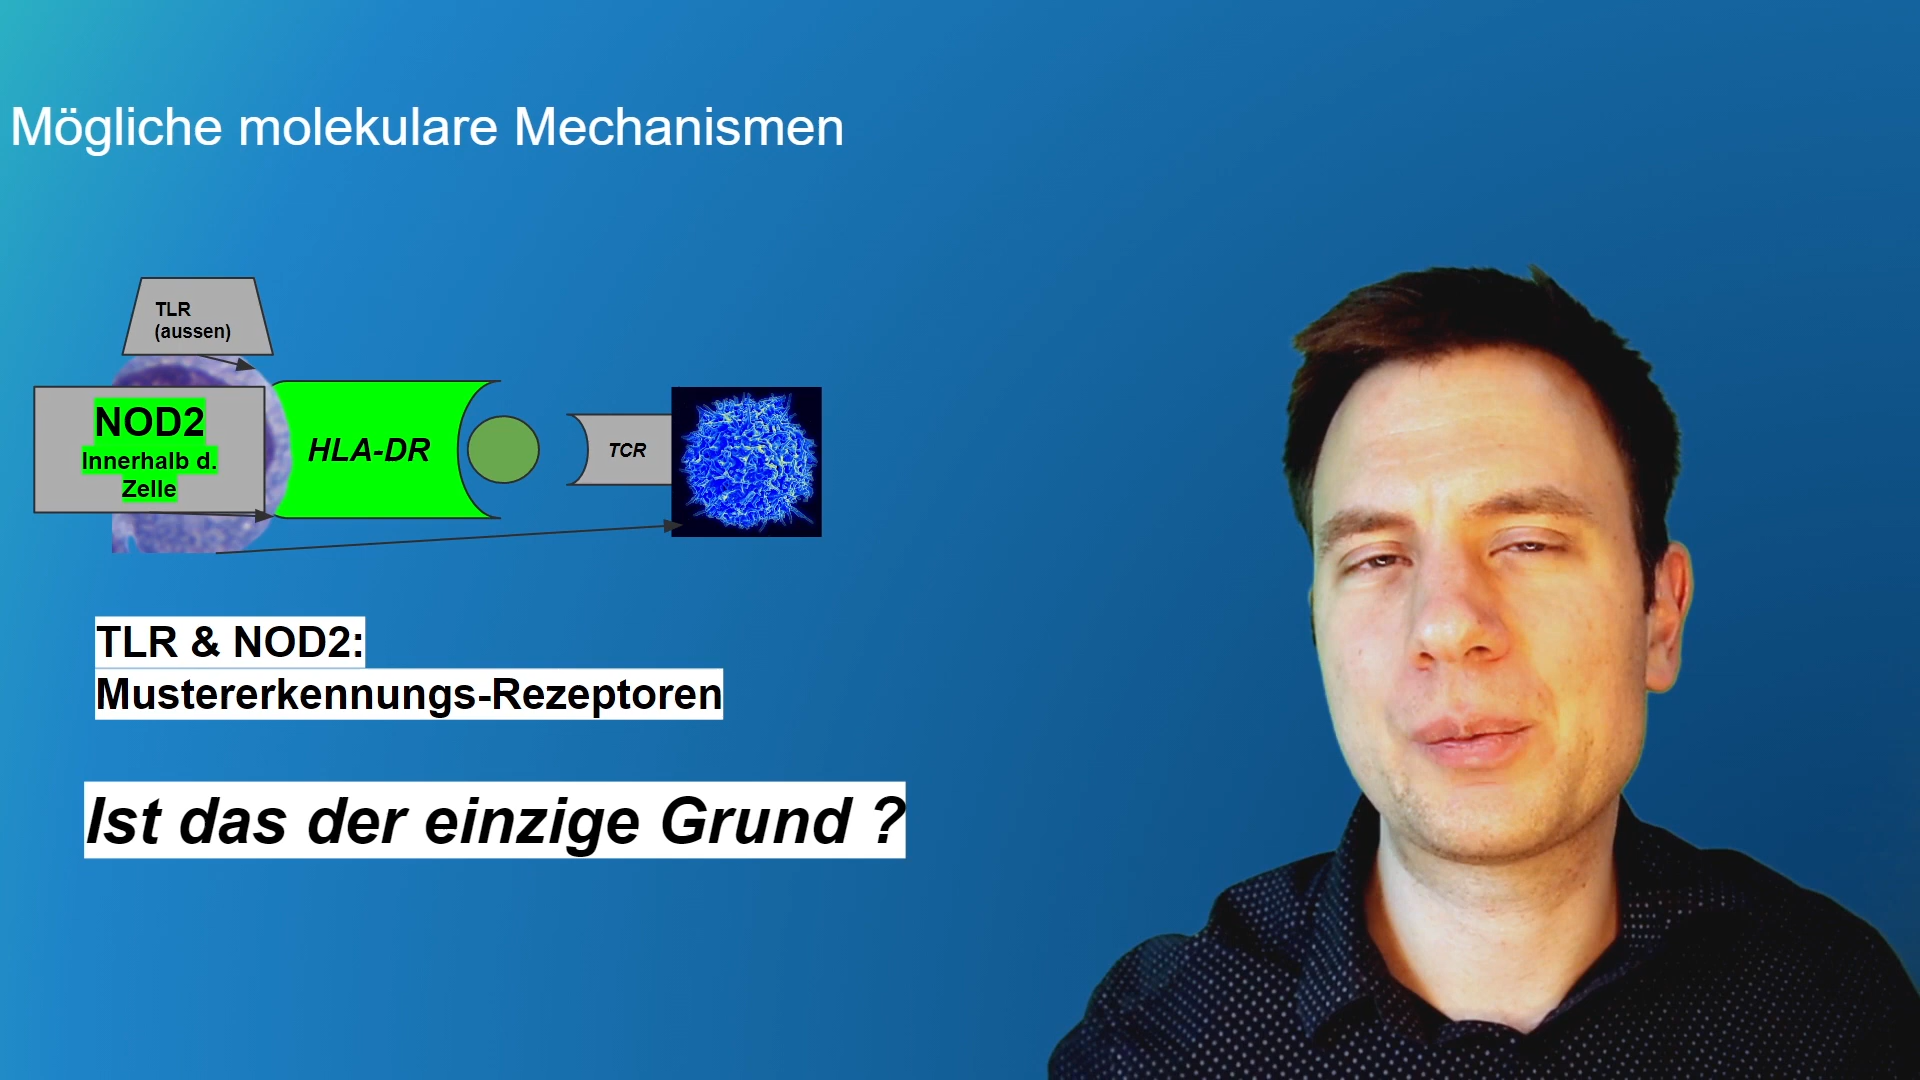 Mögliche molekulare Mechanismen
TLR
(aussen)
NOD2
Innerhalb d.
Zelle
HLA-DR
TCR
TLR & NOD2:
Mustererkennungs-Rezeptoren
Ist das der einzige Grund ?